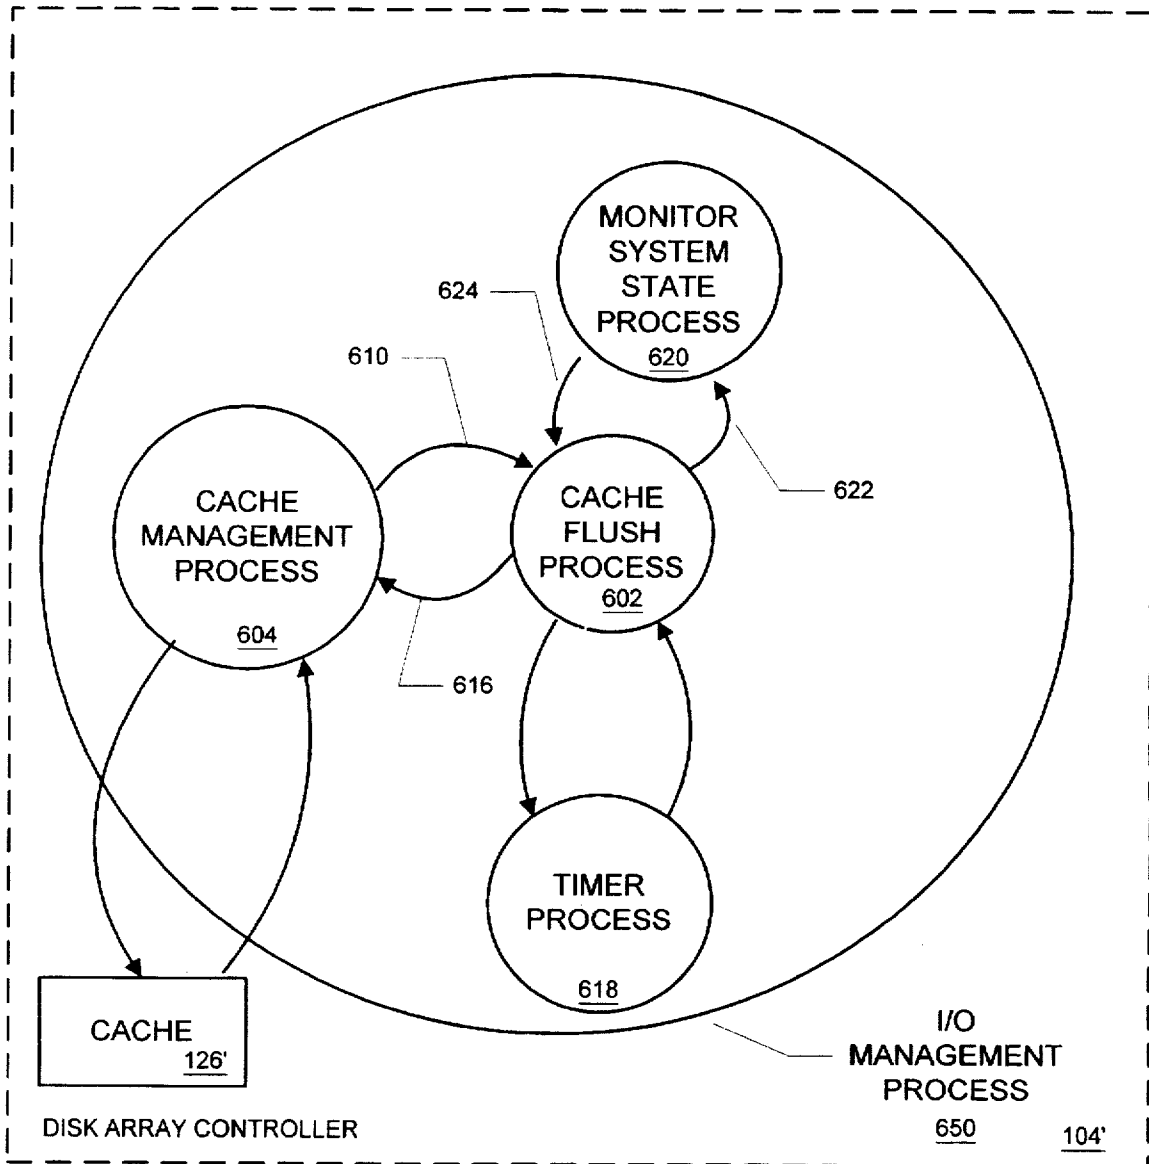 MONITOR
SYSTEM
STATE
PROCESS
620
624
610
622
CACHE
MANAGEMENT
PROCESS
604
CACHE
FLUSH
PROCESS
602
616
TIMER
PROCESS
618
CACHE
126'
I/O
MANAGEMENT
PROCESS
650
DISK ARRAY CONTROLLER
104'